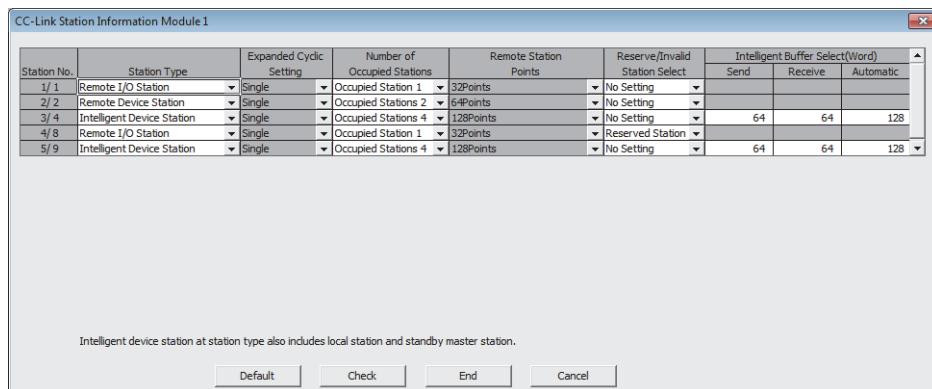 CC-Link Station Information Module 1
Expanded Cyclic Number of Remote Station Reserve/Invalid Intelligent Buffer Select(Word)
Station No. Station Type Setting Occupied Stations Points Station Select Send Receive Automatic
1/ 1 Remote I/O Station Single Occupied Station 1 32Points No Setting
2/ 2 Remote Device Station Single Occupied Stations 2 64Points No Setting
3/ 4 Intelligent Device Station Single Occupied Stations 4 128Points No Setting 64 64 128
4/ 8 Remote I/O Station Single Occupied Station 1 32Points Reserved Station
5/ 9 Intelligent Device Station Single Occupied Stations 4 128Points No Setting 64 64 128
Intelligent device station at station type also includes local station and standby master station.
Default Check End Cancel